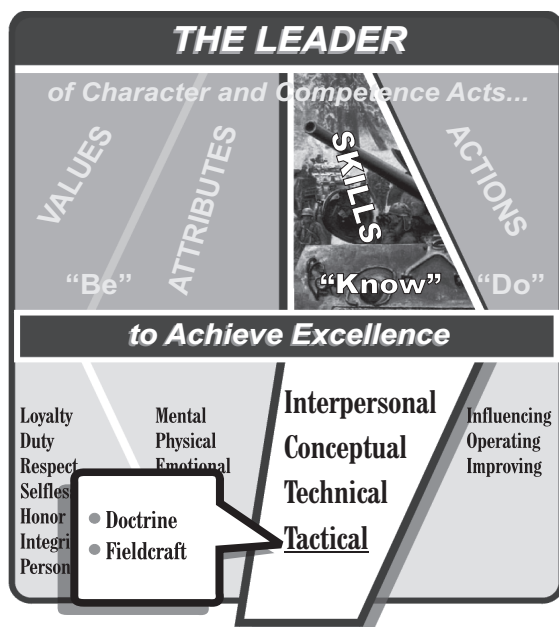 THE LEADER
of Character and Competence Acts...
VALUES
ATTRIBUTES
SKILLS
ACTIONS
“Be”
“Know”
“Do”
to Achieve Excellence
Loyalty
Duty
Respect
Honor
Mental
Physical
Emotional
Interpersonal
Conceptual
Technical
Tactical
Influencing
Operating
Improving
Doctrine
Fieldcraft